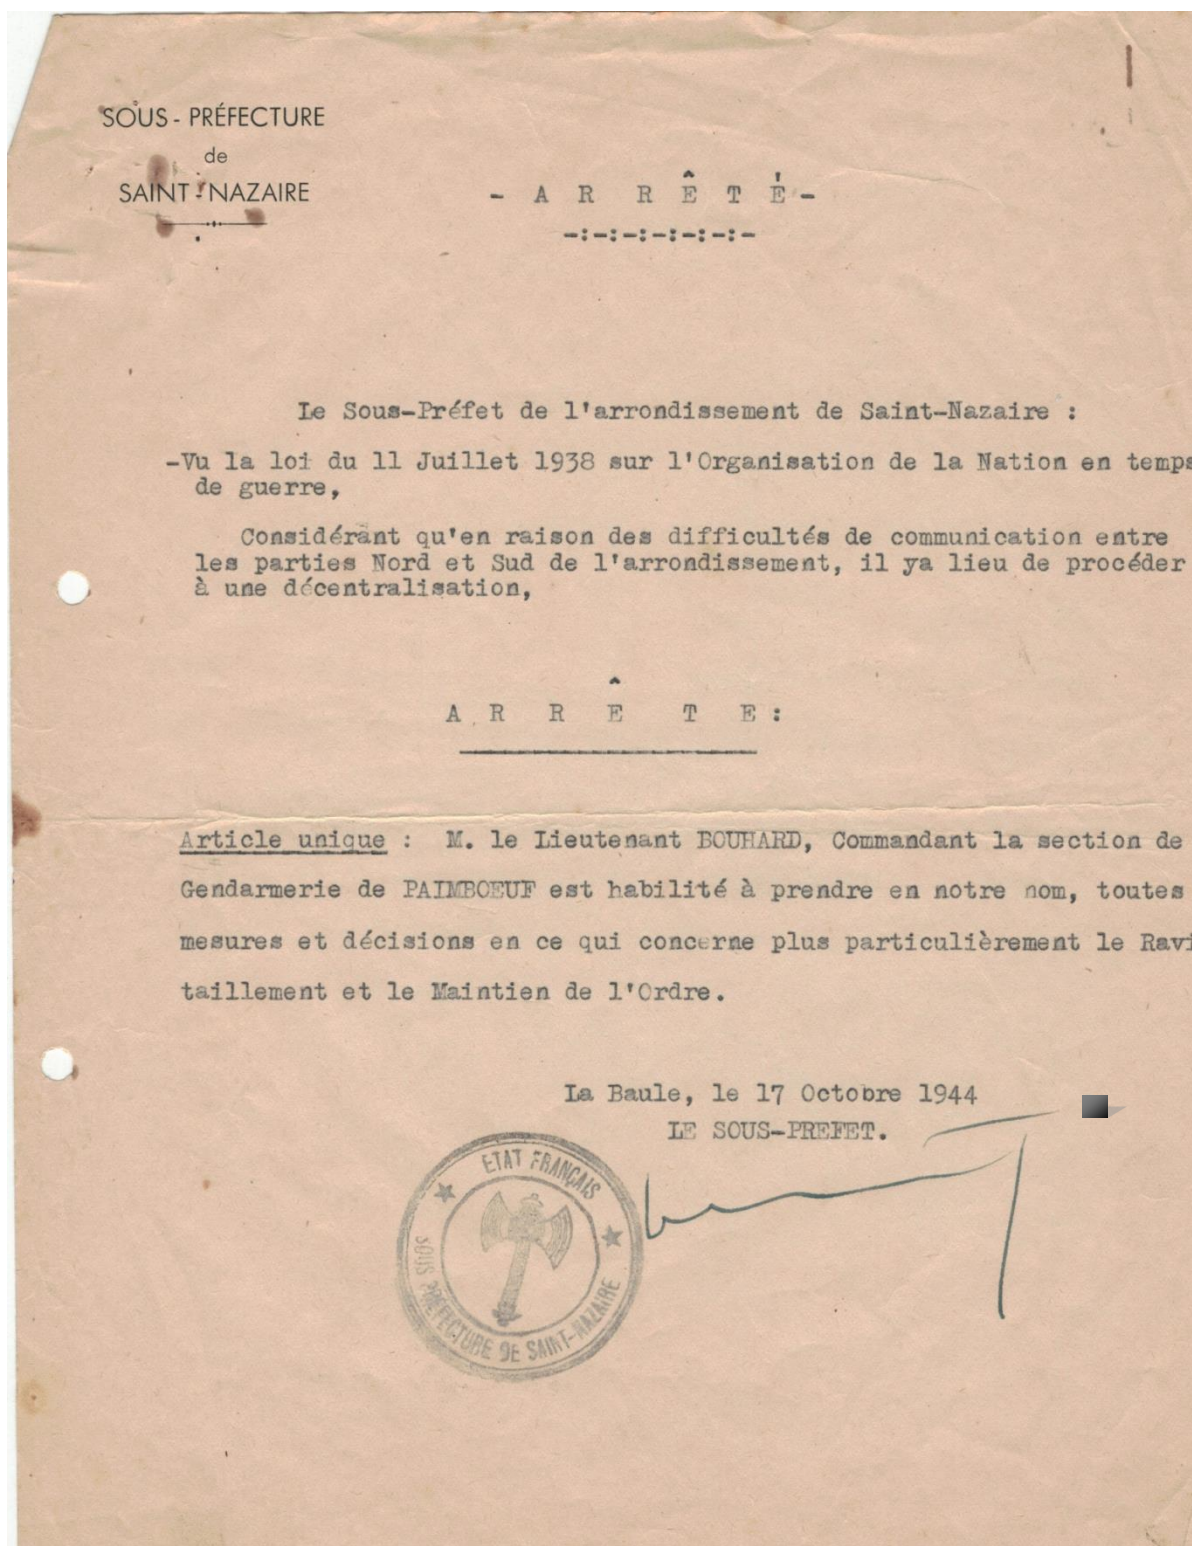 SOUS - PRÉFECTURE
de
SAINT - NAZAIRE
- A R R Ê T É -
-:-:-:-:-:-:-
Le Sous-Préfet de l'arrondissement de Saint-Nazaire :
-Vu la loi du 11 Juillet 1938 sur l'Organisation de la Nation en temps
de guerre,
Considérant qu'en raison des difficultés de communication entre
les parties Nord et Sud de l'arrondissement, il ya lieu de procéder
à une décentralisation,
A R R Ê T E :
Article unique : M. le Lieutenant BOUHARD, Commandant la section de
Gendarmerie de PAIMBOEUF est habilité à prendre en notre nom, toutes
mesures et décisions en ce qui concerne plus particulièrement le Ravi
taillement et le Maintien de l'Ordre.
La Baule, le 17 Octobre 1944
LE SOUS-PREFET.
ETAT FRANÇAIS
SOUS PRÉFECTURE DE SAINT-NAZAIRE